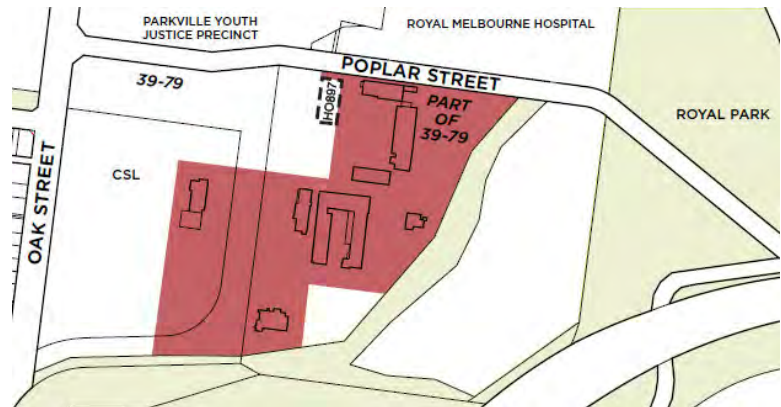 PARKVILLE YOUTH
JUSTICE PRECINCT
ROYAL MELBOURNE HOSPITAL
POPLAR STREET
39-79
HO897
PART
OF
39-79
ROYAL PARK
CSL
OAK STREET